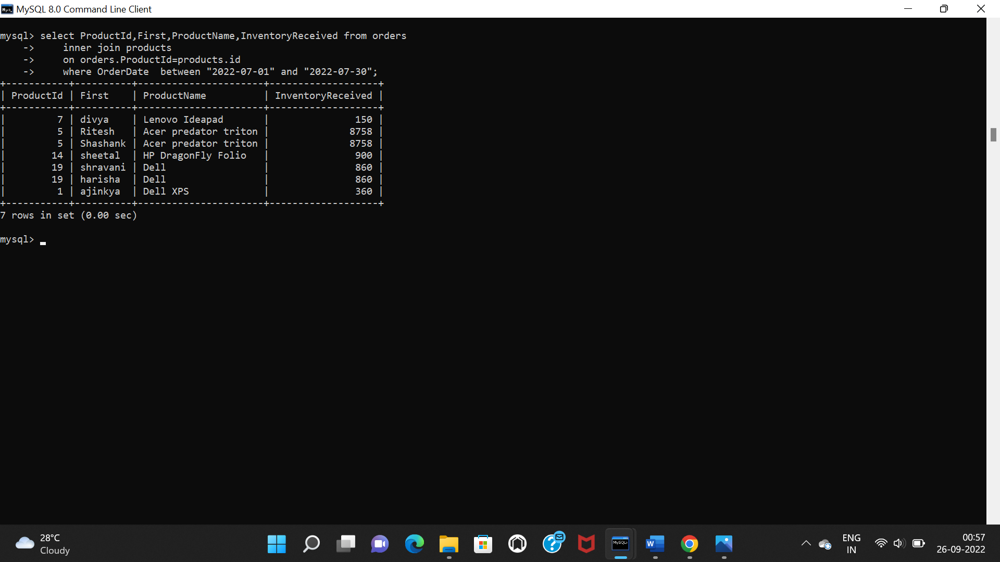 MySQL 8.0 Command Line Client
mysql> select ProductId,First,ProductName,InventoryReceived from orders
    ->     inner join products
    ->     on orders.ProductId=products.id
    ->     where OrderDate  between "2022-07-01" and "2022-07-30";
+-----------+----------+----------------------+-------------------+
| ProductId | First    | ProductName          | InventoryReceived |
+-----------+----------+----------------------+-------------------+
|         7 | divya    | Lenovo Ideapad       |               150 |
|         5 | Ritesh   | Acer predator triton |              8758 |
|         5 | Shashank | Acer predator triton |              8758 |
|        14 | sheetal  | HP DragonFly Folio   |               900 |
|        19 | shravani | Dell                 |               860 |
|        19 | harisha  | Dell                 |               860 |
|         1 | ajinkya  | Dell XPS             |               360 |
+-----------+----------+----------------------+-------------------+
7 rows in set (0.00 sec)
mysql>
28°C
Cloudy
MySQL>
W
ENG
IN
00:57
26-09-2022